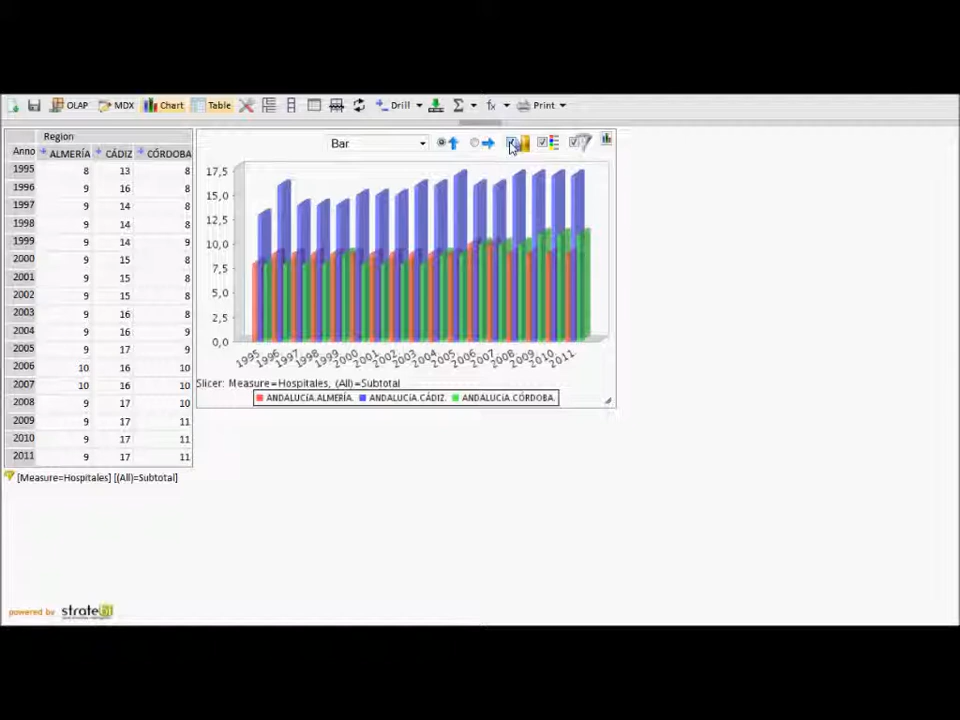 OLAP MDX Chart Table Drill Σ fx Print
Region
Anno ALMERÍA CÁDIZ CÓRDOBA
1995 8 13 8
1996 9 16 8
1997 9 14 8
1998 9 14 8
1999 9 14 9
2000 9 15 8
2001 9 15 8
2002 9 15 8
2003 9 16 8
2004 9 16 9
2005 9 17 9
2006 10 16 10
2007 10 16 10
2008 9 17 10
2009 9 17 11
2010 9 17 11
2011 9 17 11
[Measure=Hospitales] [(All)=Subtotal]
Bar
17,5
15,0
12,5
10,0
7,5
5,0
2,5
0,0
1995 1996 1997 1998 1999 2000 2001 2002 2003 2004 2005 2006 2007 2008 2009 2010 2011
Slicer: Measure=Hospitales, (All)=Subtotal
ANDALUCíA.ALMERÍA. ANDALUCíA.CÁDIZ. ANDALUCíA.CÓRDOBA.
powered by stratebi